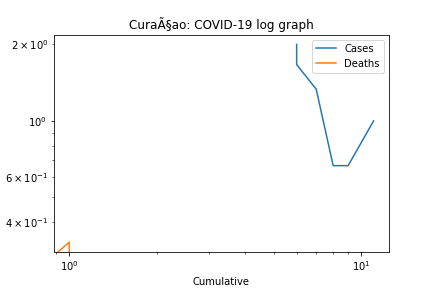 CuraÃ§ao: COVID-19 log graph
Cases
Deaths
2 × 10⁰
10⁰
6 × 10⁻¹
4 × 10⁻¹
10⁰
10¹
Cumulative